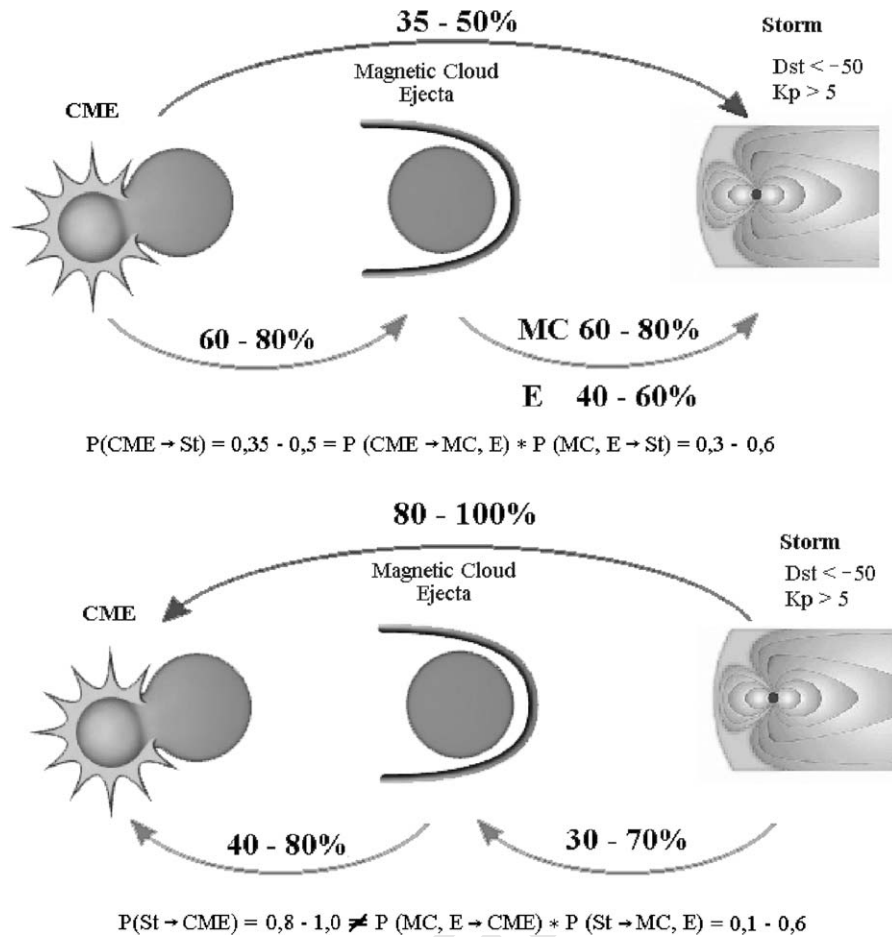 35 - 50%
Storm
Magnetic Cloud
Ejecta
Dst < −50
Kp > 5
CME
60 - 80%
MC 60 - 80%
E 40 - 60%
P(CME → St) = 0,35 - 0,5 = P (CME → MC, E) * P (MC, E → St) = 0,3 - 0,6
80 - 100%
Storm
Magnetic Cloud
Ejecta
Dst < −50
Kp > 5
CME
40 - 80%
30 - 70%
P(St → CME) = 0,8 - 1,0 ≠ P (MC, E → CME) * P (St → MC, E) = 0,1 - 0,6